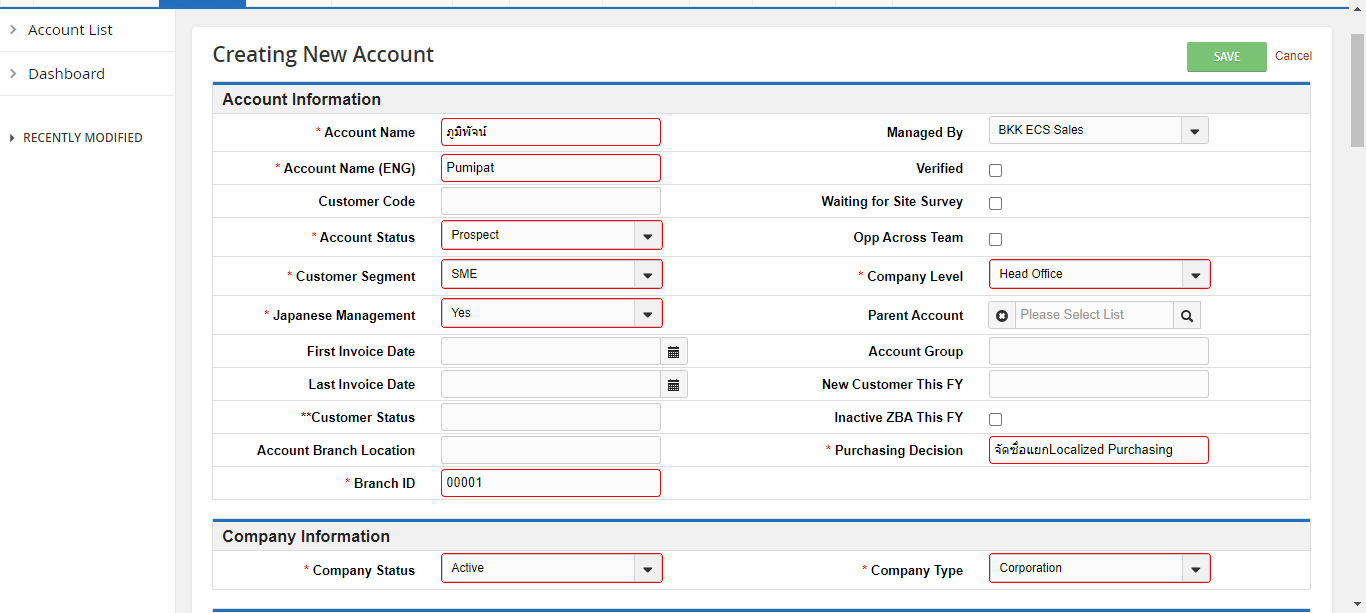 Account List
Dashboard
RECENTLY MODIFIED
Creating New Account
SAVE Cancel
Account Information
* Account Name ภูมิพัจน์ Managed By BKK ECS Sales
* Account Name (ENG) Pumipat Verified
Customer Code Waiting for Site Survey
* Account Status Prospect Opp Across Team
* Customer Segment SME * Company Level Head Office
* Japanese Management Yes Parent Account Please Select List
First Invoice Date Account Group
Last Invoice Date New Customer This FY
**Customer Status Inactive ZBA This FY
Account Branch Location * Purchasing Decision จัดซื้อแยกLocalized Purchasing
* Branch ID 00001
Company Information
* Company Status Active * Company Type Corporation